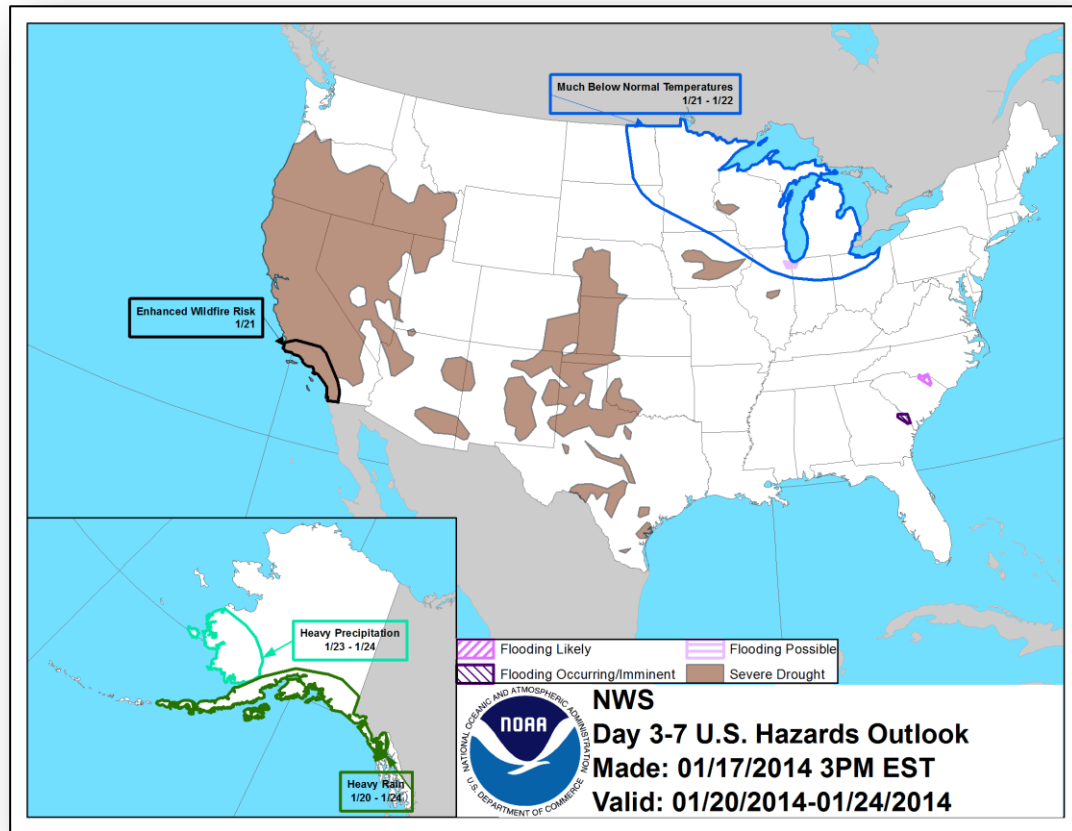 Much Below Normal Temperatures
1/21 - 1/22
Enhanced Wildfire Risk
1/21
Heavy Precipitation
1/23 - 1/24
Heavy Rain
1/20 - 1/24
Flooding Likely
Flooding Possible
Flooding Occurring/Imminent
Severe Drought
NATIONAL OCEANIC AND ATMOSPHERIC ADMINISTRATION
NOAA
U.S. DEPARTMENT OF COMMERCE
NWS
Day 3-7 U.S. Hazards Outlook
Made: 01/17/2014 3PM EST
Valid: 01/20/2014-01/24/2014